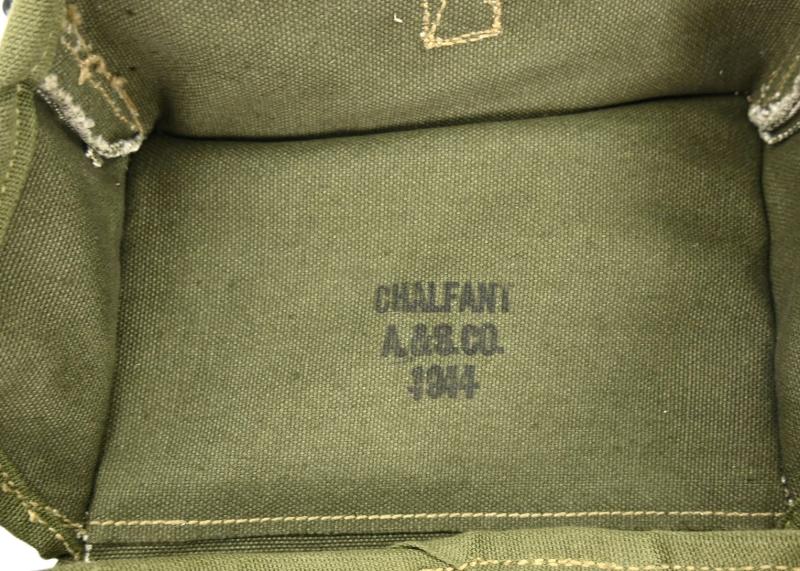 CHALFANT
A. & S. CO.
1944